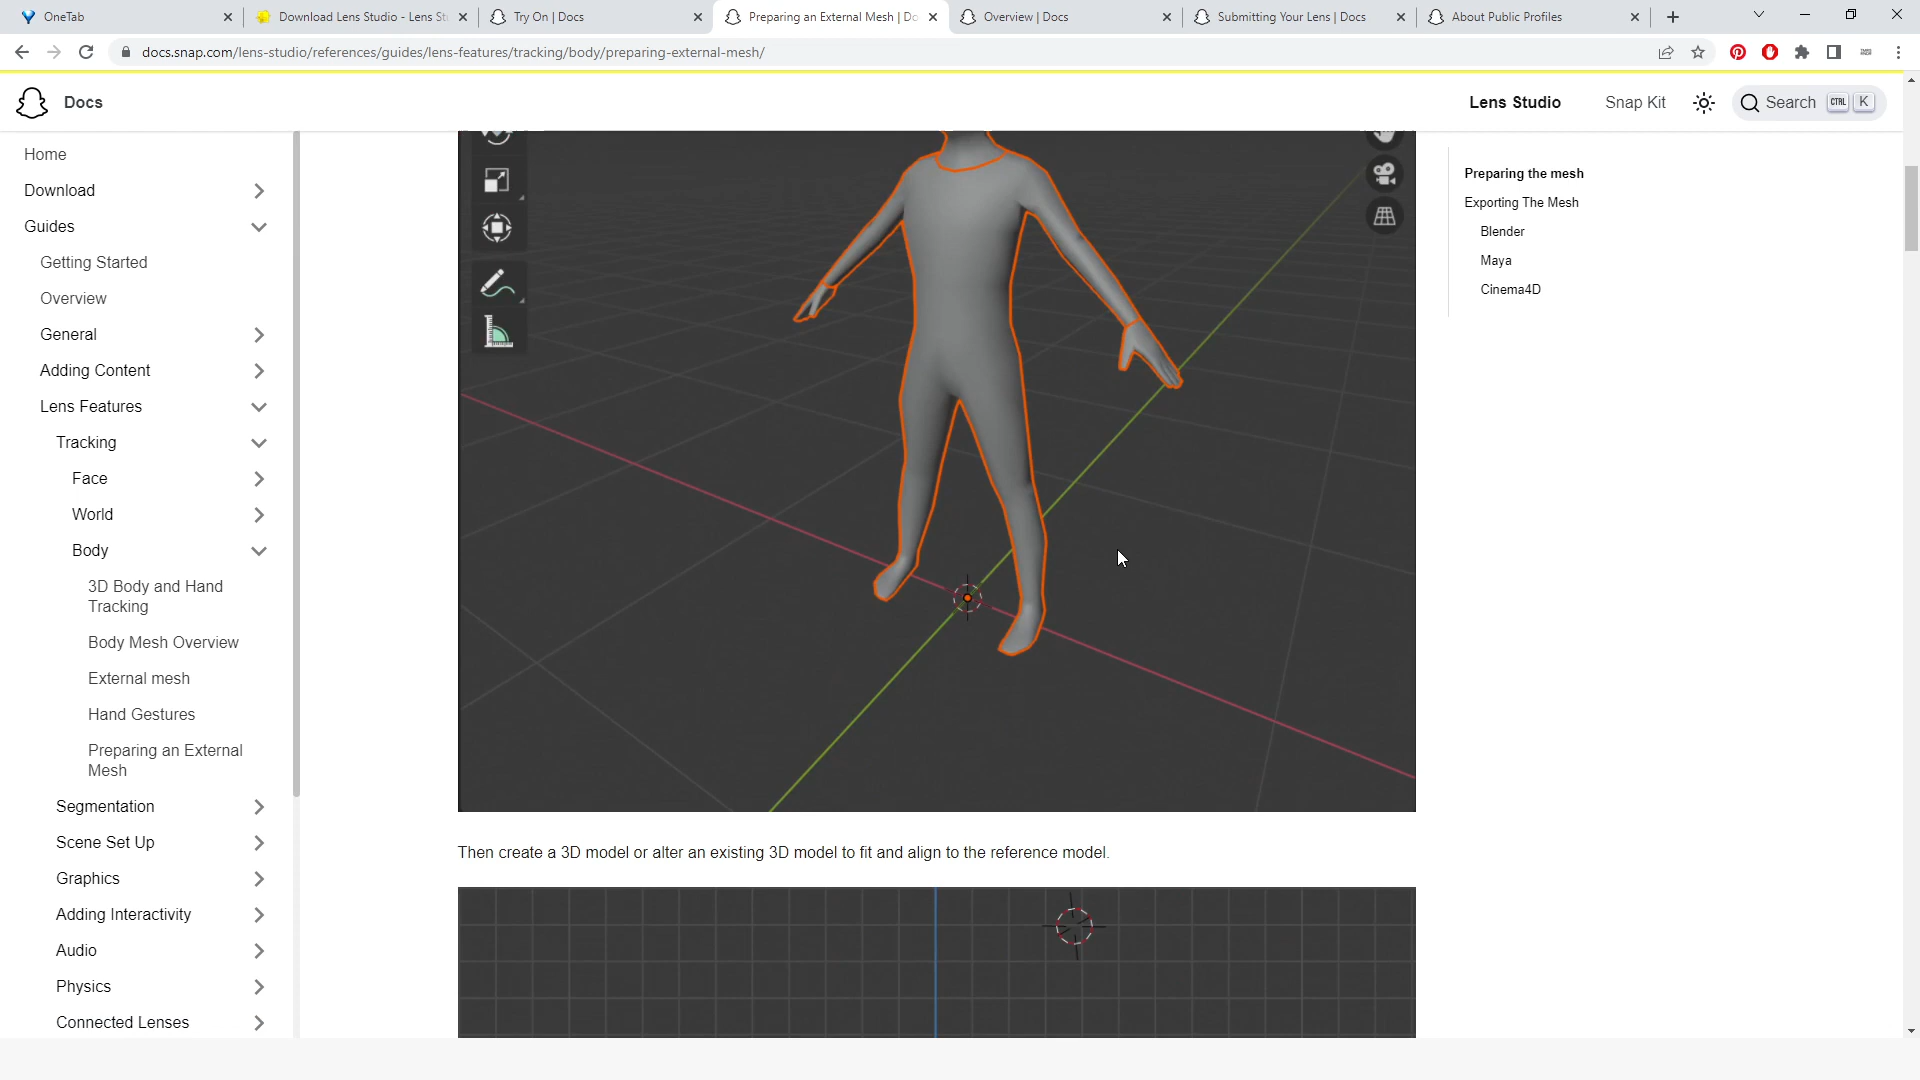 OneTab
Download Lens Studio - Lens St
Try On | Docs
Preparing an External Mesh | Do
Overview | Docs
Submitting Your Lens | Docs
About Public Profiles
docs.snap.com/lens-studio/references/guides/lens-features/tracking/body/preparing-external-mesh/
Docs
Lens Studio
Snap Kit
Search
CTRL
K
Home
Download
Guides
Getting Started
Overview
General
Adding Content
Lens Features
Tracking
Face
World
Body
3D Body and Hand
Tracking
Body Mesh Overview
External mesh
Hand Gestures
Preparing an External
Mesh
Segmentation
Scene Set Up
Graphics
Adding Interactivity
Audio
Physics
Connected Lenses
Then create a 3D model or alter an existing 3D model to fit and align to the reference model.
Preparing the mesh
Exporting The Mesh
Blender
Maya
Cinema4D